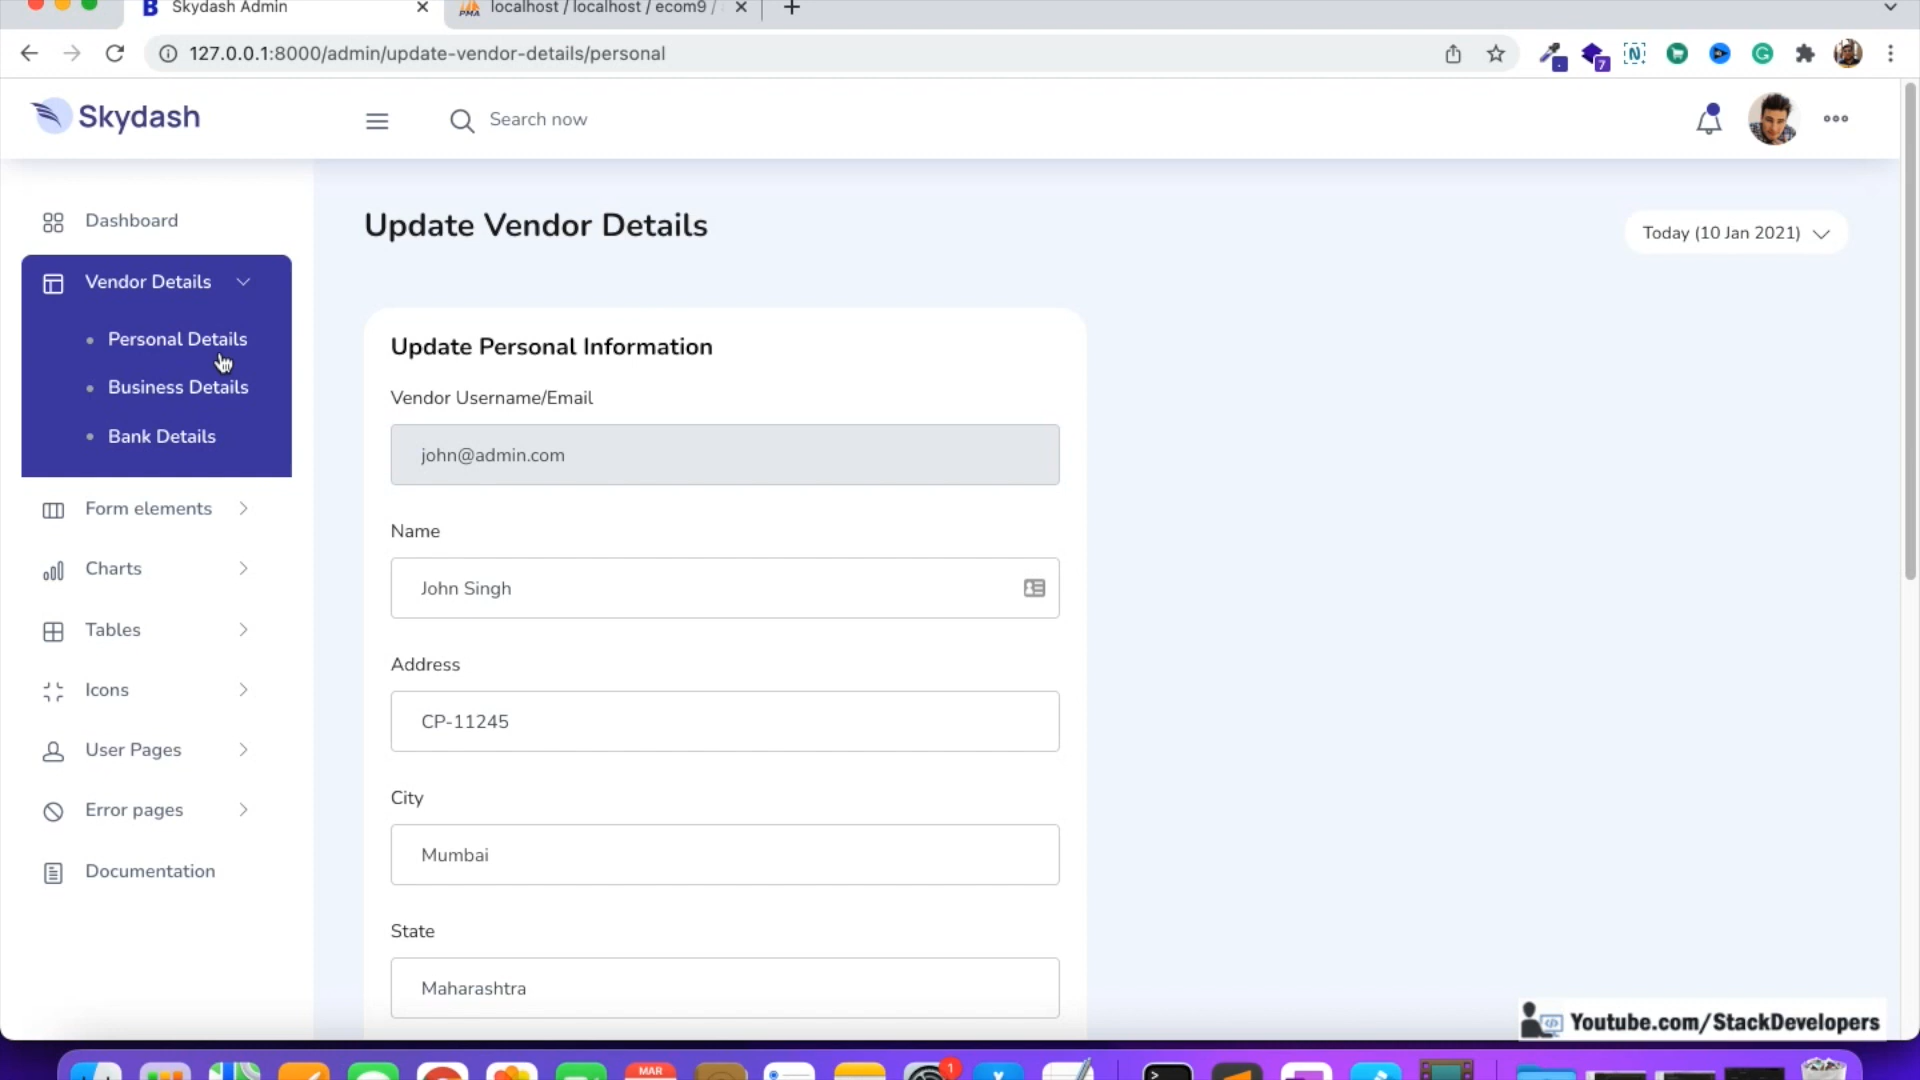 Skydash Admin
localhost / localhost / ecom9 /
127.0.0.1:8000/admin/update-vendor-details/personal
7
Skydash
Search now
Dashboard
Vendor Details
Personal Details
Business Details
Bank Details
Form elements
Charts
Tables
Icons
User Pages
Error pages
Documentation
Update Vendor Details
Today (10 Jan 2021)
Update Personal Information
Vendor Username/Email
john@admin.com
Name
John Singh
Address
CP-11245
City
Mumbai
State
Maharashtra
Youtube.com/StackDevelopers
MAR
1